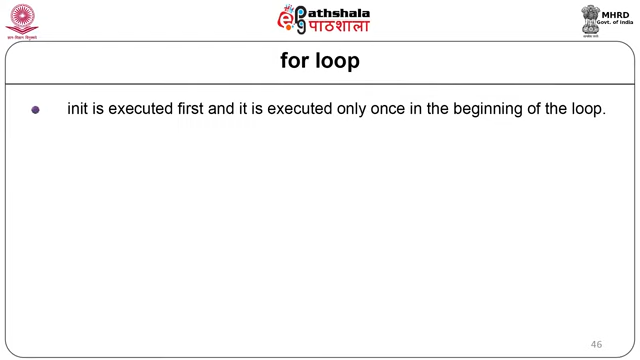 ePathshala
पाठशाला
MHRD
Govt. of India
for loop
init is executed first and it is executed only once in the beginning of the loop.
46